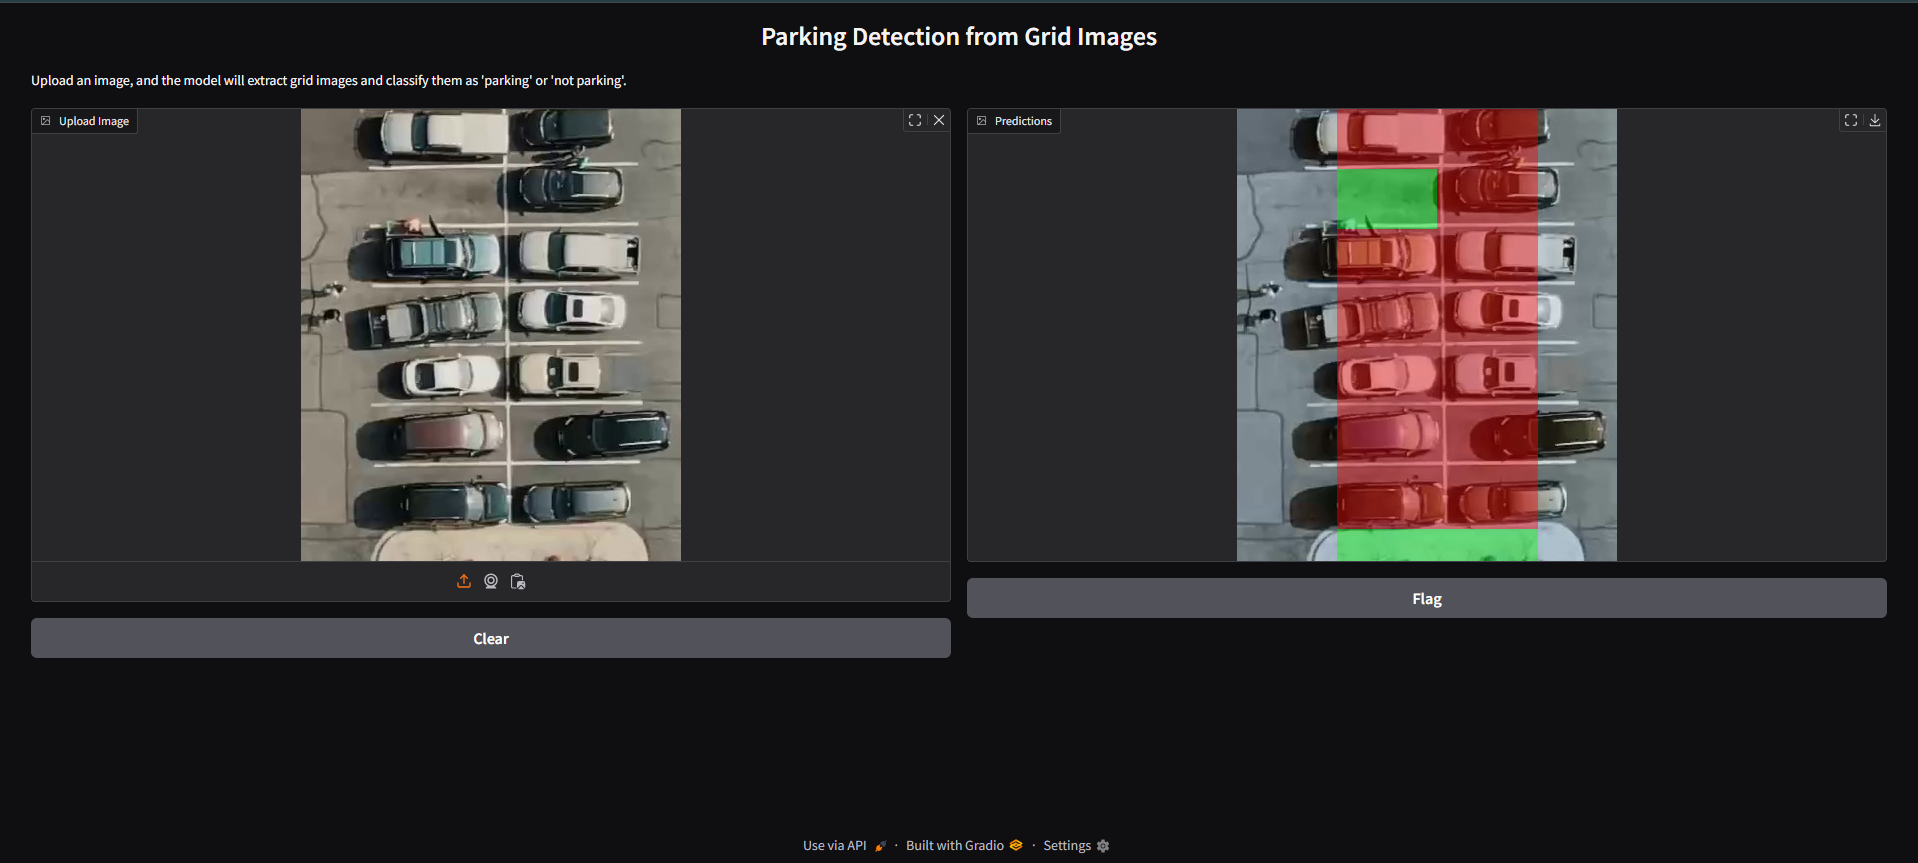 Parking Detection from Grid Images
Upload an image, and the model will extract grid images and classify them as 'parking' or 'not parking'.
Upload Image
Predictions
Flag
Clear
Use via API · Built with Gradio · Settings